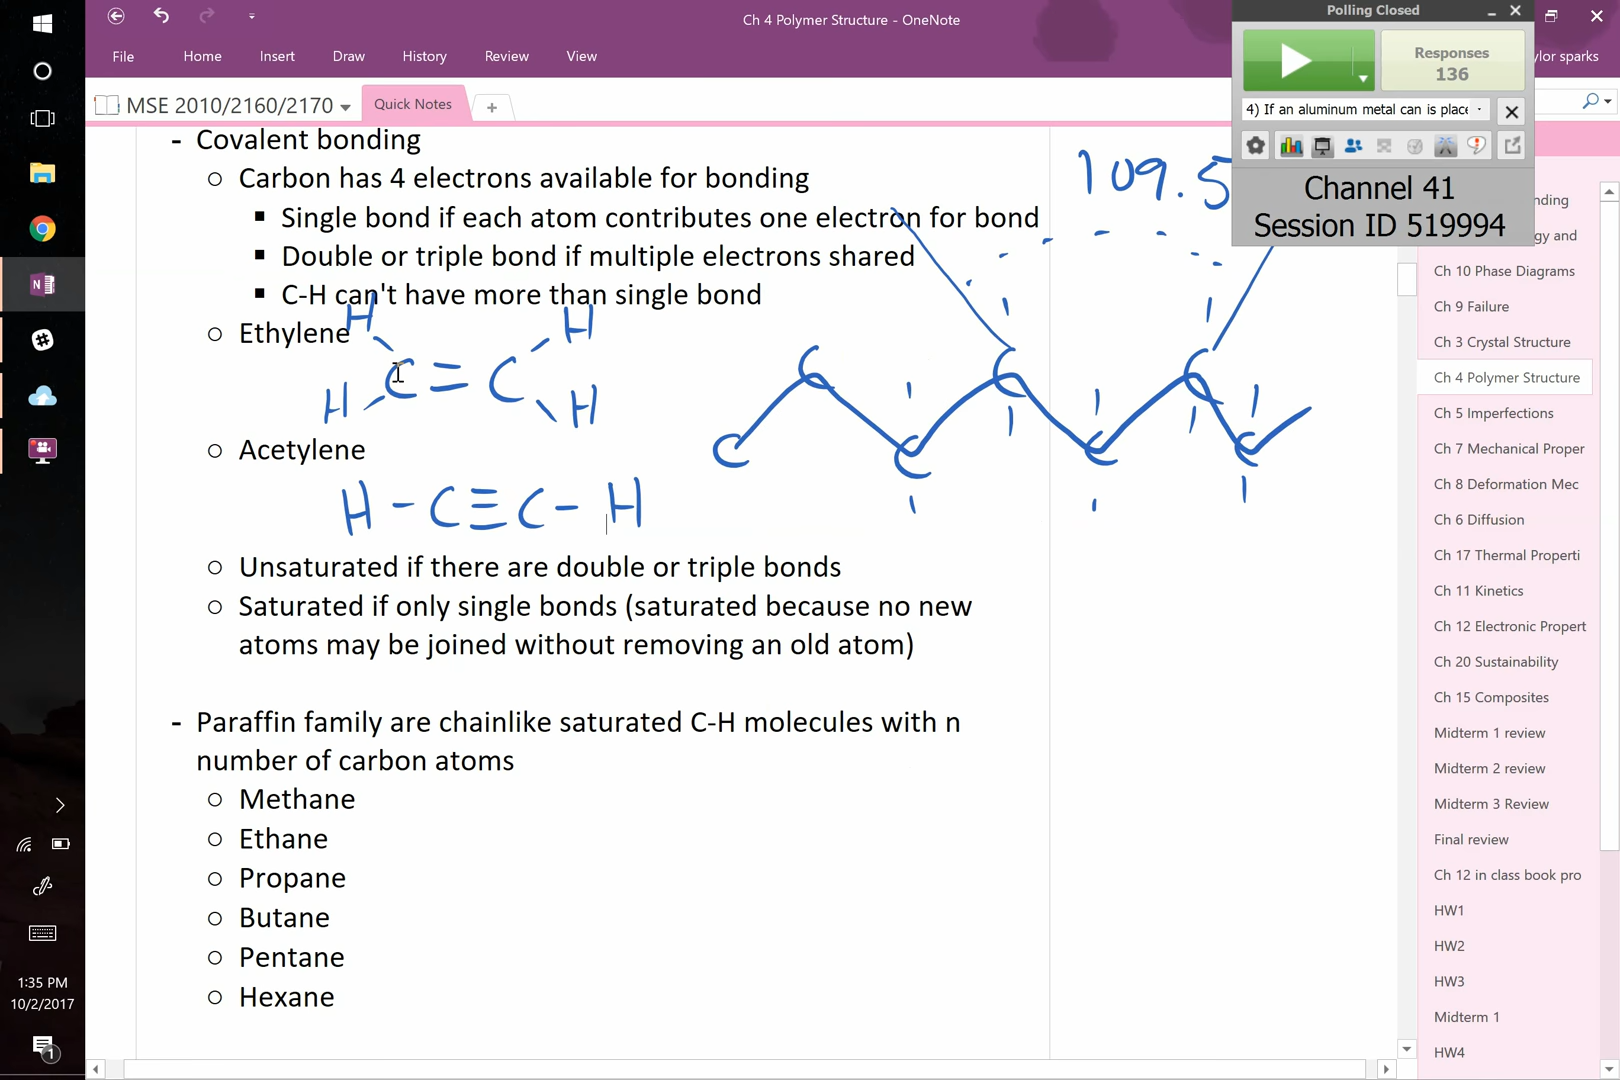 Ch 4 Polymer Structure - OneNote
Polling Closed
File Home Insert Draw History Review View
ylor sparks
Responses
136
MSE 2010/2160/2170
Quick Notes
4) If an aluminum metal can is place
Channel 41
Session ID 519994
- Covalent bonding
Carbon has 4 electrons available for bonding
Single bond if each atom contributes one electron for bond
Double or triple bond if multiple electrons shared
C-H can't have more than single bond
Ethylene
H H
C = C
H H
Acetylene
H - C ≡ C - H
109.5
C C C C C C
Unsaturated if there are double or triple bonds
Saturated if only single bonds (saturated because no new
atoms may be joined without removing an old atom)
- Paraffin family are chainlike saturated C-H molecules with n
number of carbon atoms
Methane
Ethane
Propane
Butane
Pentane
Hexane
nding
gy and
Ch 10 Phase Diagrams
Ch 9 Failure
Ch 3 Crystal Structure
Ch 4 Polymer Structure
Ch 5 Imperfections
Ch 7 Mechanical Proper
Ch 8 Deformation Mec
Ch 6 Diffusion
Ch 17 Thermal Properti
Ch 11 Kinetics
Ch 12 Electronic Propert
Ch 20 Sustainability
Ch 15 Composites
Midterm 1 review
Midterm 2 review
Midterm 3 Review
Final review
Ch 12 in class book pro
HW1
HW2
HW3
Midterm 1
HW4
1:35 PM
10/2/2017
1